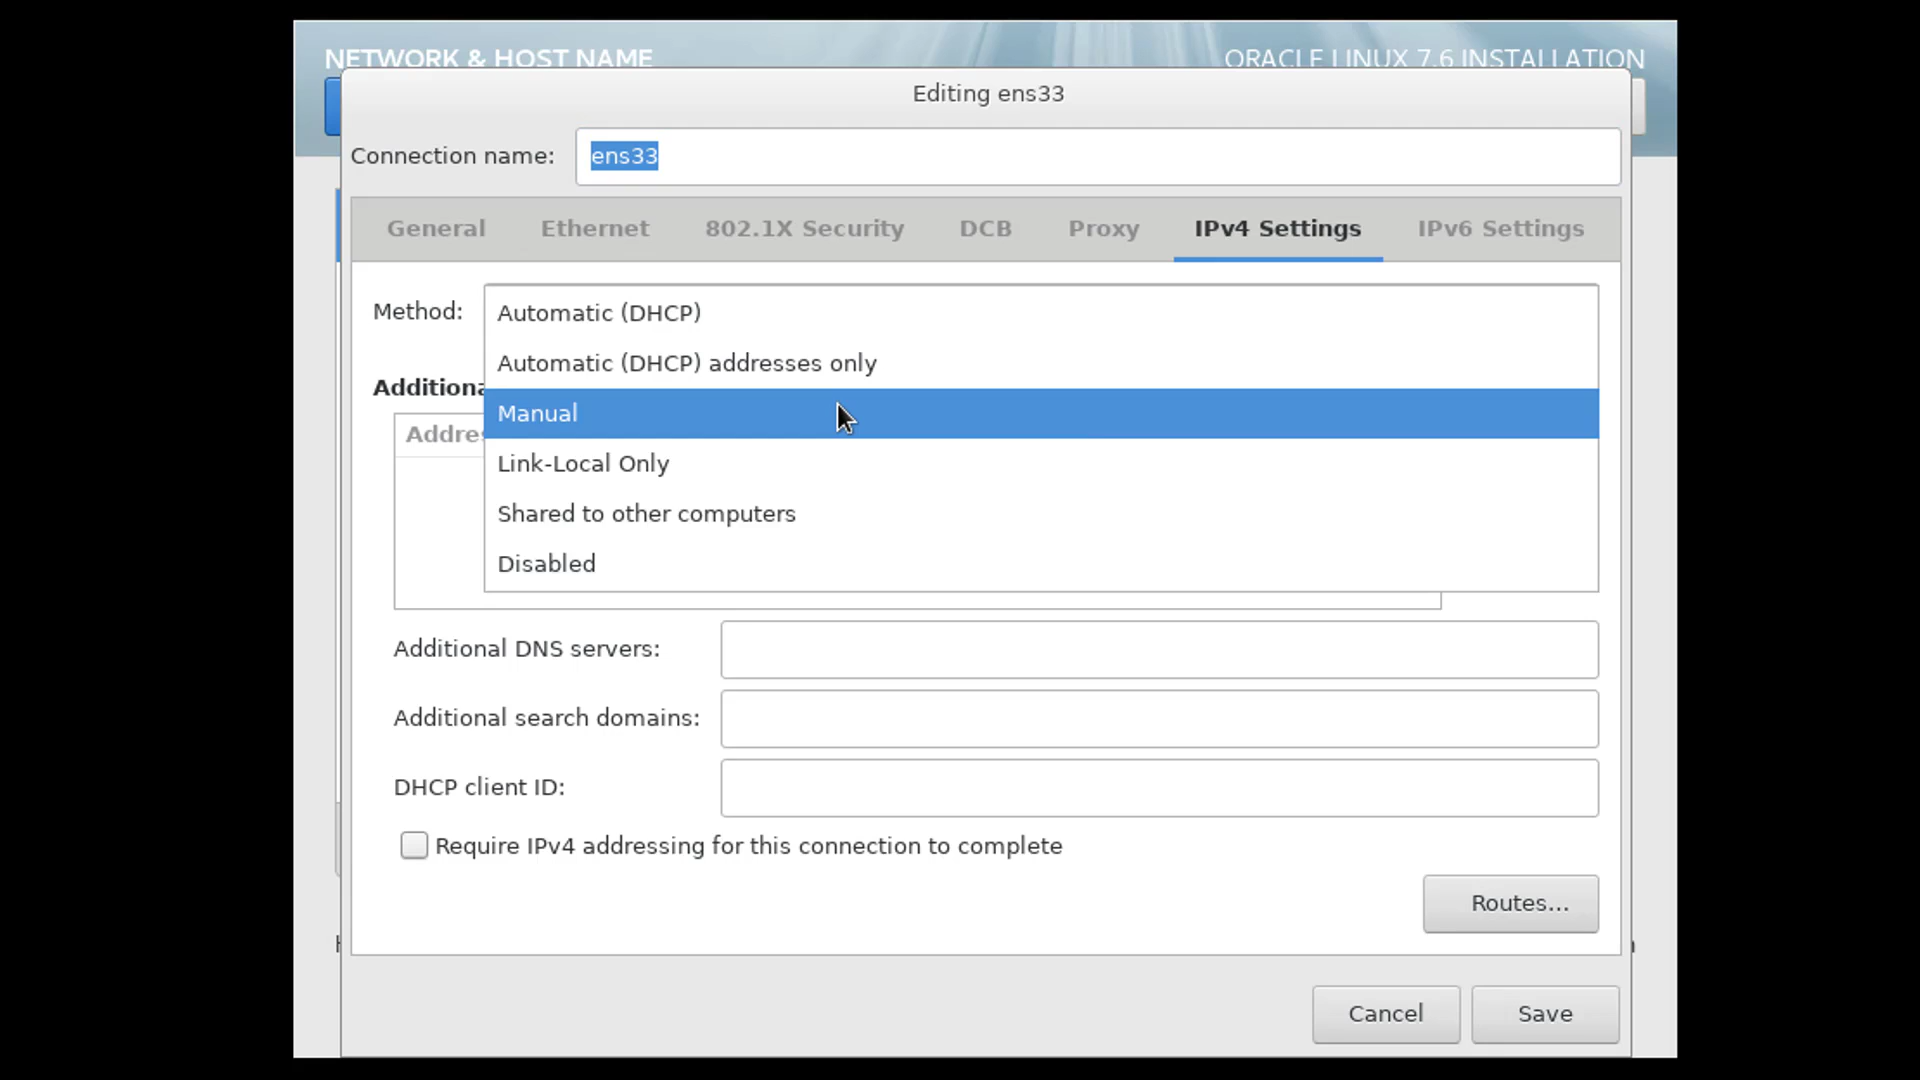 NETWORK & HOST NAME
ORACLE LINUX 7.6 INSTALLATION
Editing ens33
Connection name: ens33
General Ethernet 802.1X Security DCB Proxy IPv4 Settings IPv6 Settings
Method: Automatic (DHCP)
Automatic (DHCP) addresses only
Additiona
Manual
Addre
Link-Local Only
Shared to other computers
Disabled
Additional DNS servers:
Additional search domains:
DHCP client ID:
Require IPv4 addressing for this connection to complete
Routes...
Cancel Save